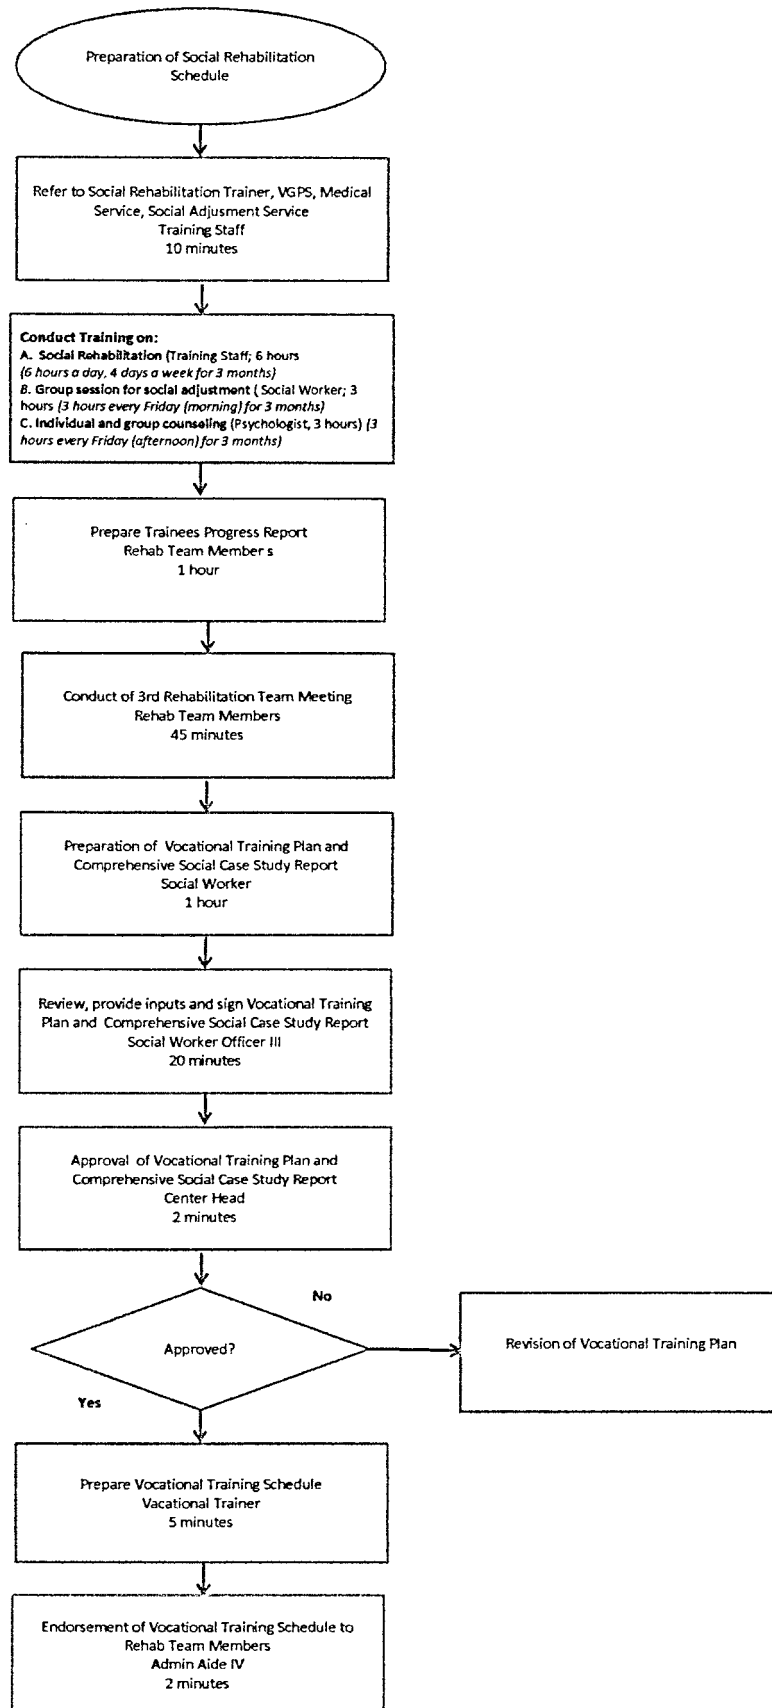 Preparation of Social Rehabilitation
Schedule
Refer to Social Rehabilitation Trainer, VGPS, Medical
Service, Social Adjusment Service
Training Staff
10 minutes
Conduct Training on:
A. Social Rehabilitation (Training Staff; 6 hours
(6 hours a day, 4 days a week for 3 months)
B. Group session for social adjustment ( Social Worker; 3
hours (3 hours every Friday (morning) for 3 months)
C. Individual and group counseling (Psychologist, 3 hours) (3
hours every Friday (afternoon) for 3 months)
Prepare Trainees Progress Report
Rehab Team Member s
1 hour
Conduct of 3rd Rehabilitation Team Meeting
Rehab Team Members
45 minutes
Preparation of Vocational Training Plan and
Comprehensive Social Case Study Report
Social Worker
1 hour
Review, provide inputs and sign Vocational Training
Plan and Comprehensive Social Case Study Report
Social Worker Officer III
20 minutes
Approval of Vocational Training Plan and
Comprehensive Social Case Study Report
Center Head
2 minutes
No
Approved?
Revision of Vocational Training Plan
Yes
Prepare Vocational Training Schedule
Vacational Trainer
5 minutes
Endorsement of Vocational Training Schedule to
Rehab Team Members
Admin Aide IV
2 minutes